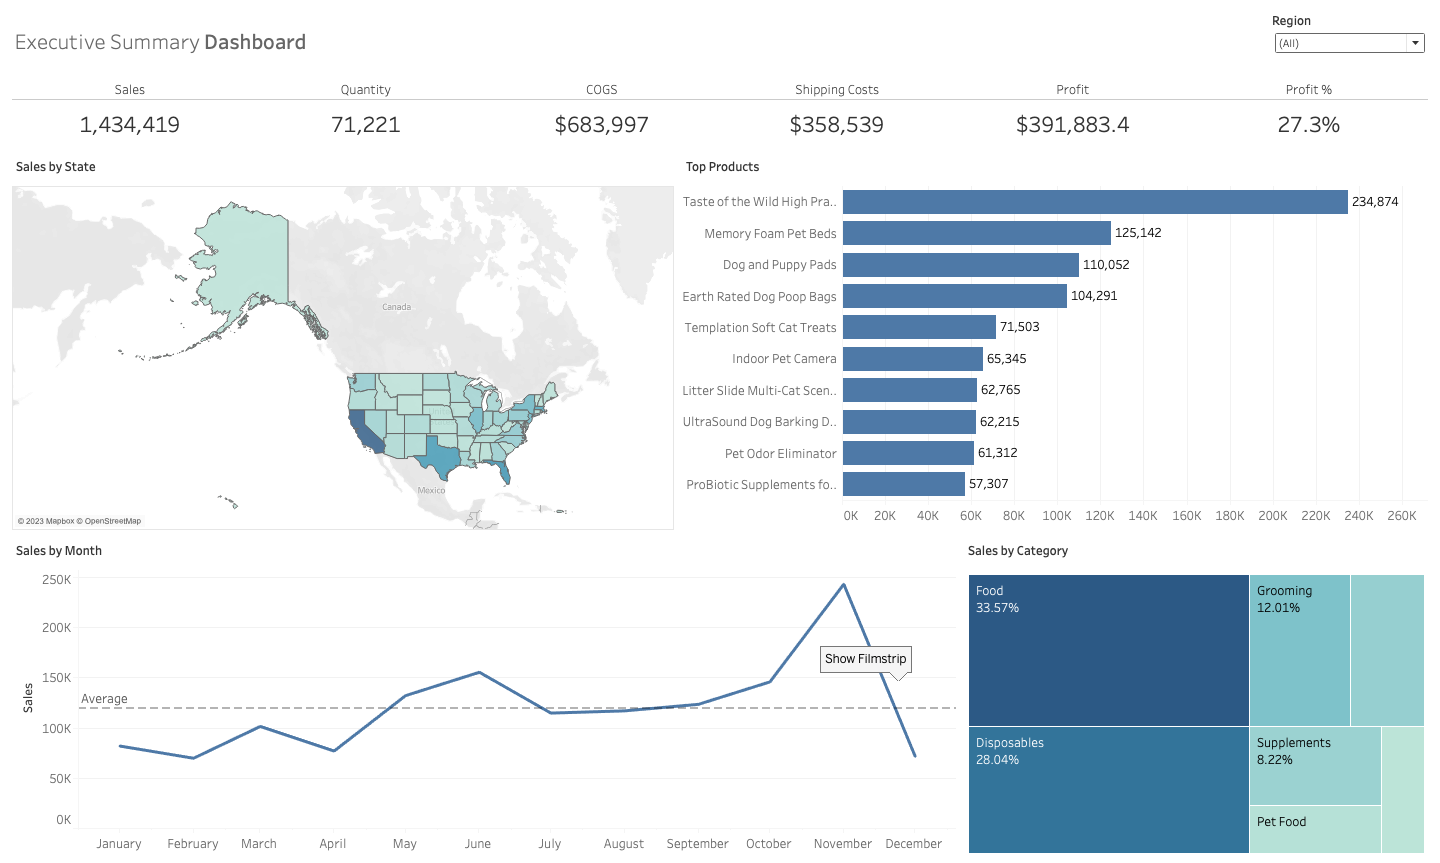 Executive Summary Dashboard
Region
(All)
Sales
Quantity
COGS
Shipping Costs
Profit
Profit %
1,434,419
71,221
$683,997
$358,539
$391,883.4
27.3%
Sales by State
Canada
Mexico
© 2023 Mapbox © OpenStreetMap
Top Products
Taste of the Wild High Pra..
234,874
Memory Foam Pet Beds
125,142
Dog and Puppy Pads
110,052
Earth Rated Dog Poop Bags
104,291
Templation Soft Cat Treats
71,503
Indoor Pet Camera
65,345
Litter Slide Multi-Cat Scen..
62,765
UltraSound Dog Barking D..
62,215
Pet Odor Eliminator
61,312
ProBiotic Supplements fo..
57,307
0K
20K
40K
60K
80K
100K
120K
140K
160K
180K
200K
220K
240K
260K
Sales by Month
Sales
250K
200K
150K
100K
50K
0K
Average
Show Filmstrip
January
February
March
April
May
June
July
August
September
October
November
December
Sales by Category
Food
33.57%
Grooming
12.01%
Disposables
28.04%
Supplements
8.22%
Pet Food